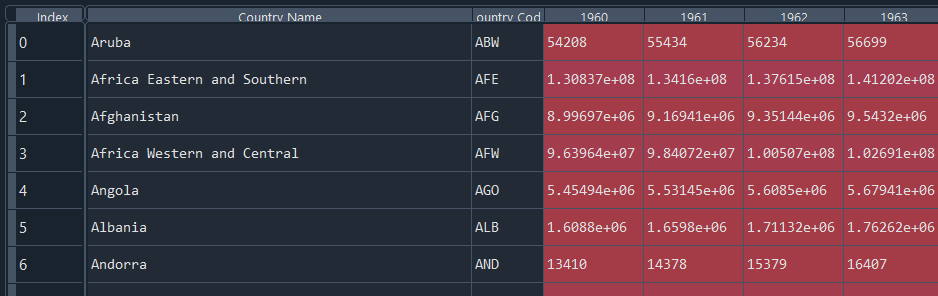 Index Country Name ountry Cod 1960 1961 1962 1963
0 Aruba ABW 54208 55434 56234 56699
1 Africa Eastern and Southern AFE 1.30837e+08 1.3416e+08 1.37615e+08 1.41202e+08
2 Afghanistan AFG 8.99697e+06 9.16941e+06 9.35144e+06 9.5432e+06
3 Africa Western and Central AFW 9.63964e+07 9.84072e+07 1.00507e+08 1.02691e+08
4 Angola AGO 5.45494e+06 5.53145e+06 5.6085e+06 5.67941e+06
5 Albania ALB 1.6088e+06 1.6598e+06 1.71132e+06 1.76262e+06
6 Andorra AND 13410 14378 15379 16407